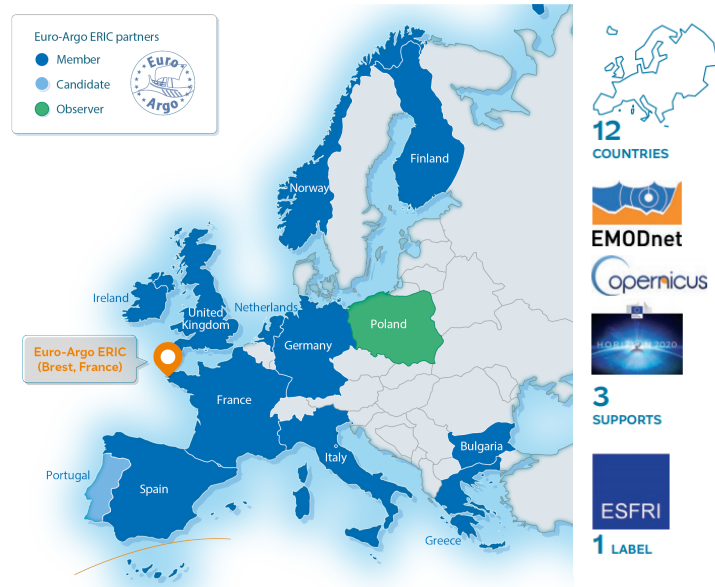 Euro-Argo ERIC partners
Member
Candidate
Observer
Euro
Argo
Finland
Norway
Ireland
United
Kingdom
Netherlands
Germany
Poland
Euro-Argo ERIC
(Brest, France)
France
Portugal
Spain
Italy
Bulgaria
Greece
12
COUNTRIES
EMODnet
Copernicus
HORIZON 2020
3
SUPPORTS
ESFRI
1 LABEL